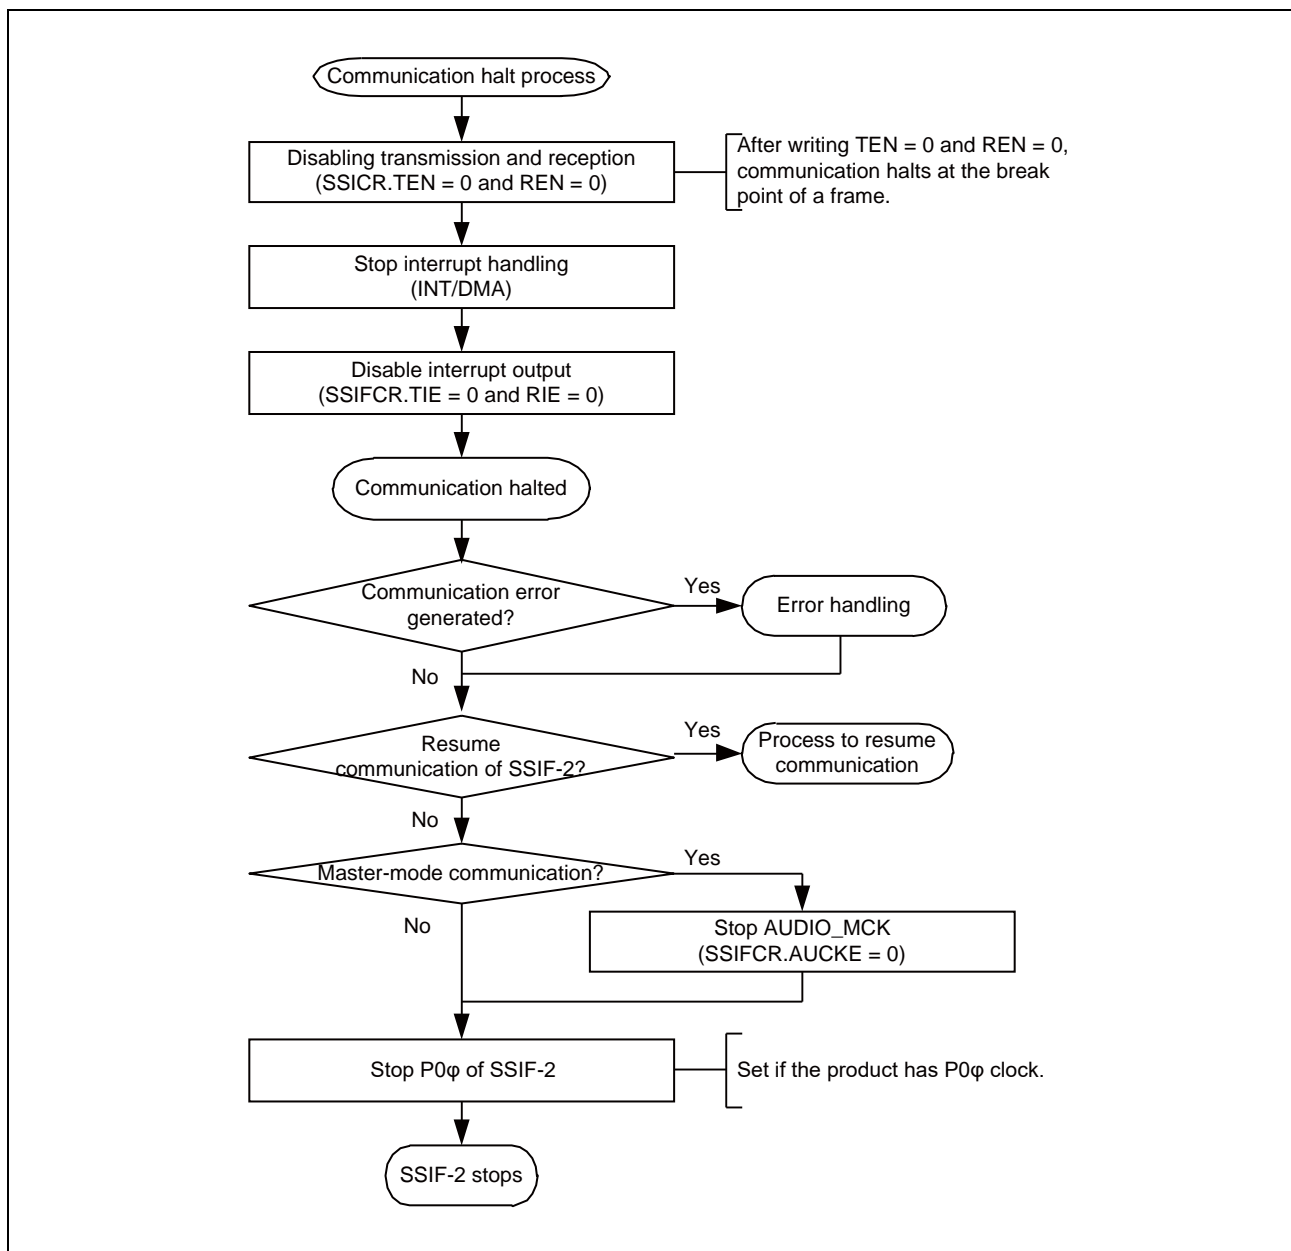 Communication halt process
Disabling transmission and reception
(SSICR.TEN = 0 and REN = 0)
After writing TEN = 0 and REN = 0,
communication halts at the break
point of a frame.
Stop interrupt handling
(INT/DMA)
Disable interrupt output
(SSIFCR.TIE = 0 and RIE = 0)
Communication halted
Communication error
generated?
Yes
Error handling
No
Resume
communication of SSIF-2?
Yes
Process to resume
communication
No
Master-mode communication?
Yes
No
Stop AUDIO_MCK
(SSIFCR.AUCKE = 0)
Stop P0φ of SSIF-2
Set if the product has P0φ clock.
SSIF-2 stops